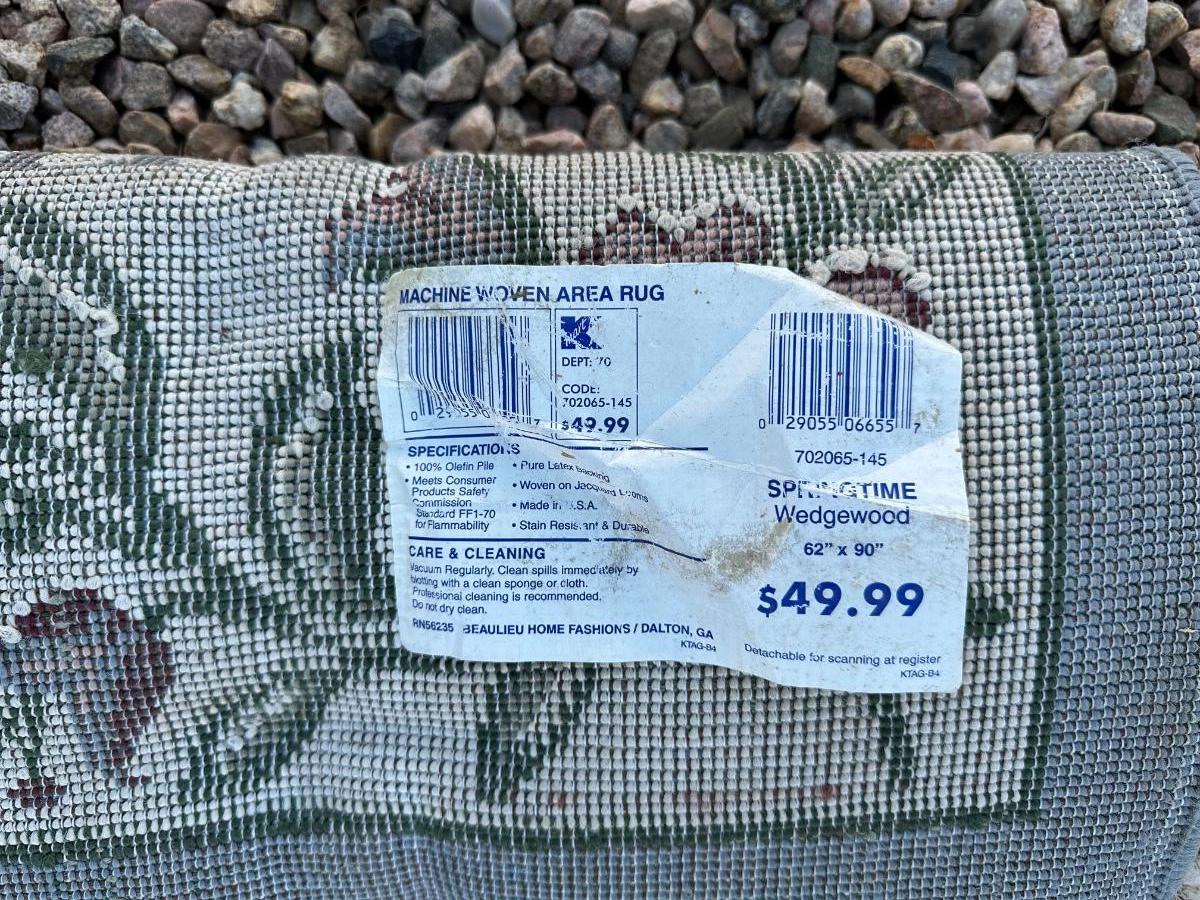 MACHINE WOVEN AREA RUG
Kmart
DEPT: 70
CODE:
702065-145
$49.99
0 7
SPECIFICATIONS
• 100% Olefin Pile
• Meets Consumer
Products Safety
Commission
Standard FF1-70
for Flammability
• Pure Latex Backing
• Woven on Jacquard Looms
• Made in U.S.A.
• Stain Resistant & Durable
CARE & CLEANING
Vacuum Regularly. Clean spills immediately by
blotting with a clean sponge or cloth.
Professional cleaning is recommended.
Do not dry clean.
RN56235 BEAULIEU HOME FASHIONS / DALTON, GA
KTAG-B4
0 29055 06655 7
702065-145
SPRINGTIME
Wedgewood
62” x 90”
$49.99
Detachable for scanning at register
KTAG-B4